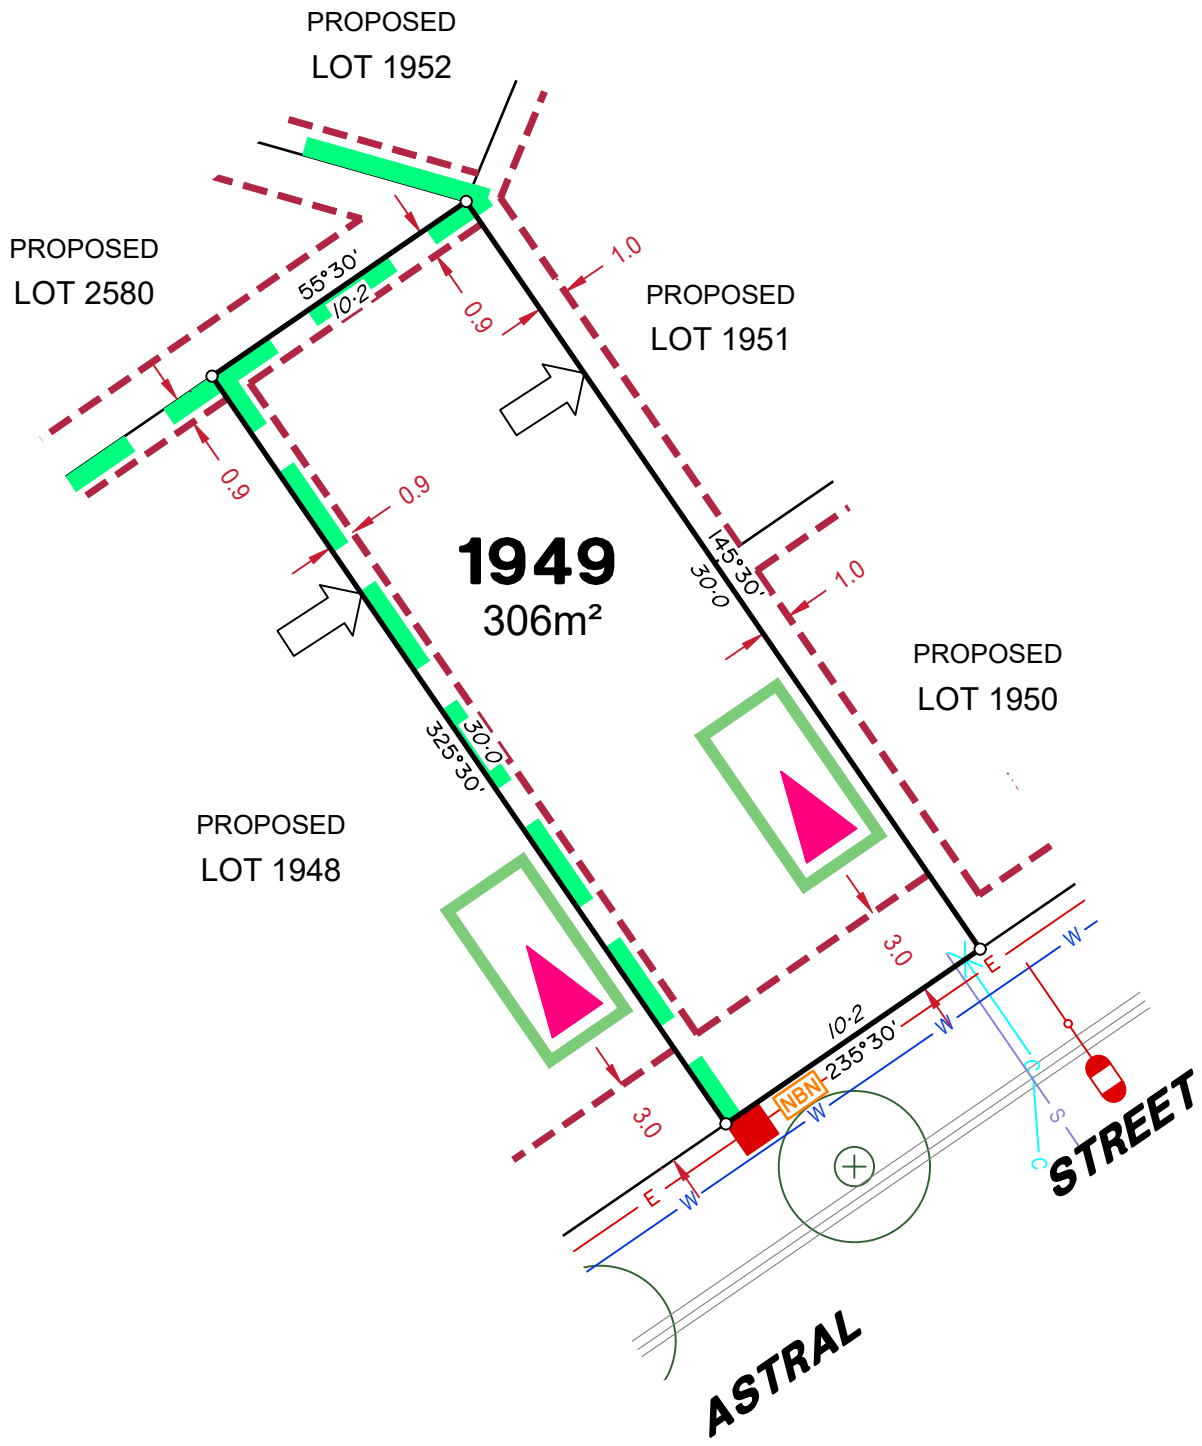 PROPOSED
LOT 1952
PROPOSED
LOT 2580
55°30'
10·2
1.0
0.9
PROPOSED
LOT 1951
0.9
0.9
1949
306m²
145°30'
30·0
1.0
PROPOSED
LOT 1950
30·0
325°30'
PROPOSED
LOT 1948
3.0
E
W
10·2
235°30'
W
NBN
W
3.0
C
S
C
E
W
STREET
ASTRAL